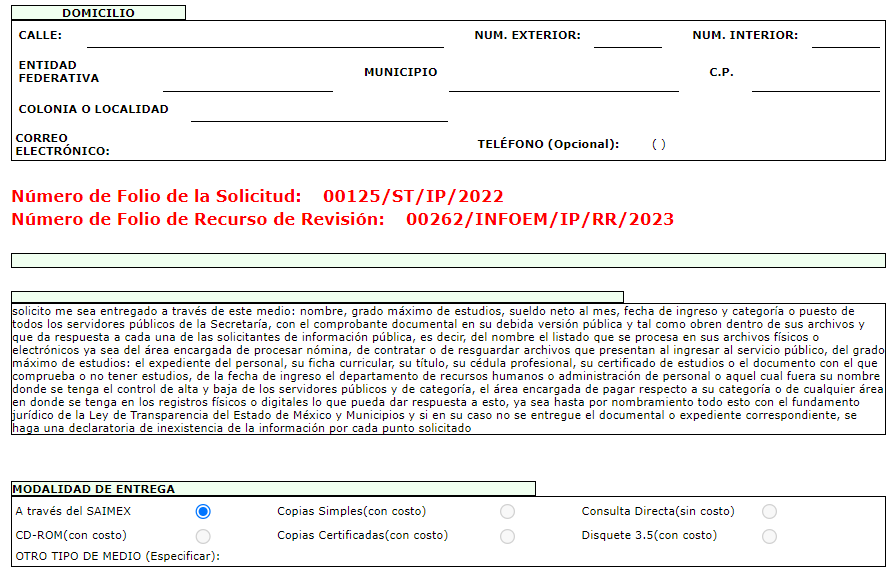 DOMICILIO
CALLE: NUM. EXTERIOR: NUM. INTERIOR:
ENTIDAD
FEDERATIVA MUNICIPIO C.P.
COLONIA O LOCALIDAD
CORREO
ELECTRÓNICO: TELÉFONO (Opcional): ( )
Número de Folio de la Solicitud: 00125/ST/IP/2022
Número de Folio de Recurso de Revisión: 00262/INFOEM/IP/RR/2023
solicito me sea entregado a través de este medio: nombre, grado máximo de estudios, sueldo neto al mes, fecha de ingreso y categoría o puesto de
todos los servidores públicos de la Secretaría, con el comprobante documental en su debida versión pública y tal como obren dentro de sus archivos y
que da respuesta a cada una de las solicitantes de información pública, es decir, del nombre el listado que se procesa en sus archivos físicos o
electrónicos ya sea del área encargada de procesar nómina, de contratar o de resguardar archivos que presentan al ingresar al servicio público, del grado
máximo de estudios: el expediente del personal, su ficha curricular, su título, su cédula profesional, su certificado de estudios o el documento con el que
comprueba o no tener estudios, de la fecha de ingreso el departamento de recursos humanos o administración de personal o aquel cual fuera su nombre
donde se tenga el control de alta y baja de los servidores públicos y de categoría, el área encargada de pagar respecto a su categoría o de cualquier área
en donde se tenga en los registros físicos o digitales lo que pueda dar respuesta a esto, ya sea hasta por nombramiento todo esto con el fundamento
jurídico de la Ley de Transparencia del Estado de México y Municipios y si en su caso no se entregue el documental o expediente correspondiente, se
haga una declaratoria de inexistencia de la información por cada punto solicitado
MODALIDAD DE ENTREGA
A través del SAIMEX Copias Simples(con costo) Consulta Directa(sin costo)
CD-ROM(con costo) Copias Certificadas(con costo) Disquete 3.5(con costo)
OTRO TIPO DE MEDIO (Especificar):